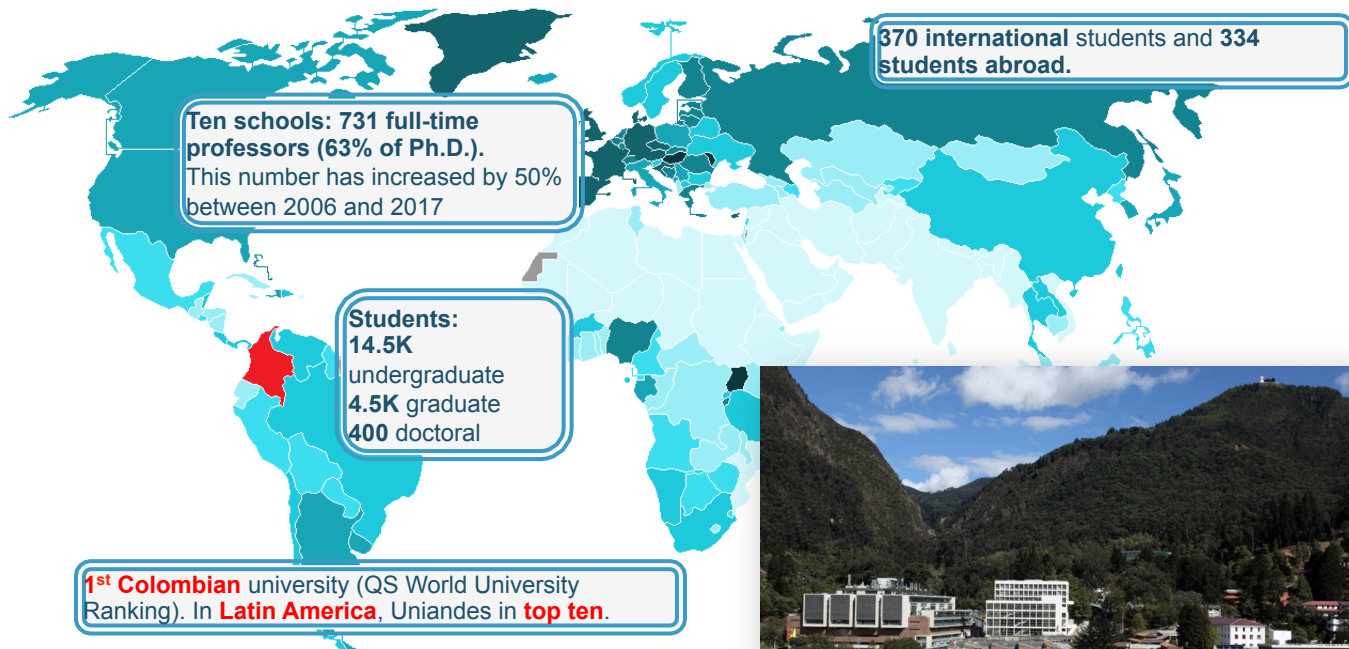 370 international students and 334
students abroad.
Ten schools: 731 full-time
professors (63% of Ph.D.).
This number has increased by 50%
between 2006 and 2017
Students:
14.5K
undergraduate
4.5K graduate
400 doctoral
1st Colombian university (QS World University
Ranking). In Latin America, Uniandes in top ten.